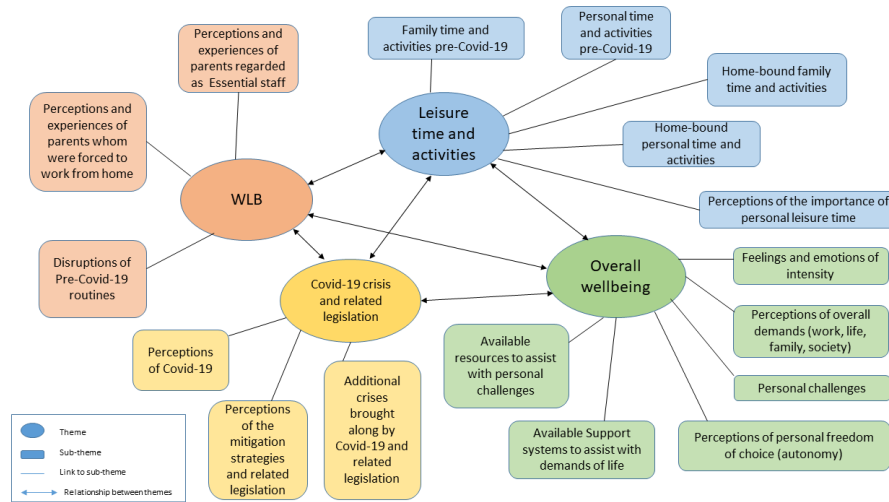 Perceptions and
experiences of
parents regarded
as  Essential staff
Family time and
activities pre-Covid-19
Personal time
and activities
pre-Covid-19
Home-bound family
time and activities
Home-bound
personal time and
activities
Perceptions of the importance of
personal leisure time
Perceptions and
experiences of
parents whom
were forced to
work from home
Leisure
time and
activities
WLB
Disruptions of
Pre-Covid-19
routines
Covid-19 crisis
and related
legislation
Overall
wellbeing
Feelings and emotions of
intensity
Perceptions of overall
demands (work, life,
family, society)
Personal challenges
Perceptions of personal freedom
of choice (autonomy)
Available
resources to assist
with personal
challenges
Available Support
systems to assist with
demands of life
Perceptions
of Covid-19
Perceptions
of the
mitigation
strategies
and related
legislation
Additional
crises
brought
along by
Covid-19 and
related
legislation
Theme
Sub-theme
Link to sub-theme
Relationship between themes